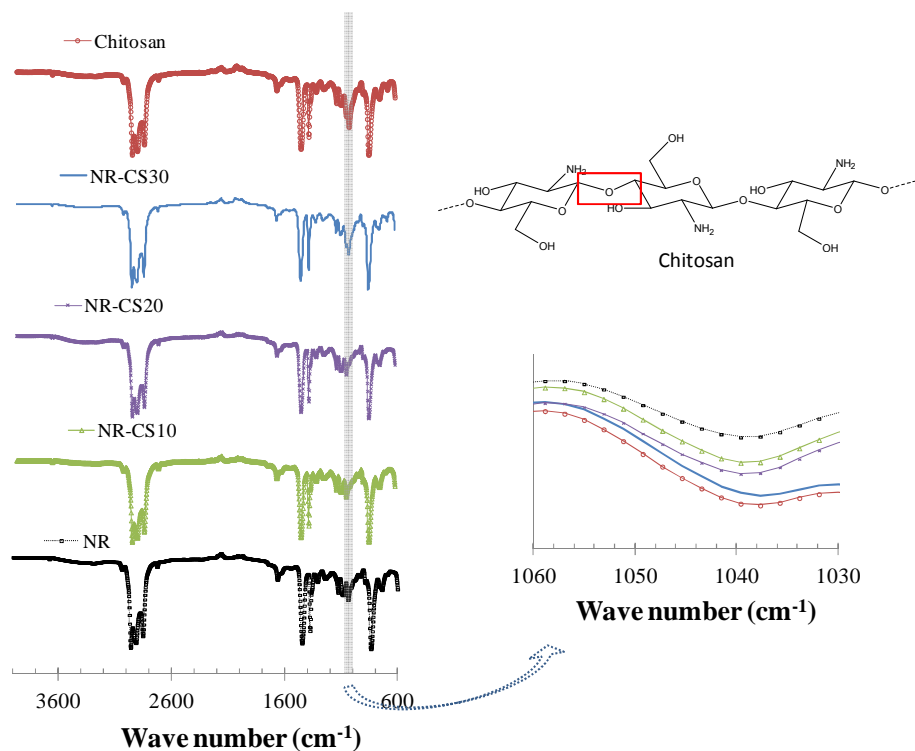 Chitosan
NR-CS30
NR-CS20
NR-CS10
NR
3600 2600 1600 600
Wave number (cm-1)
OH
NH2
OH
NH2
HO
O
O
O
O
HO
HO
O
O
O
O
NH2
OH
OH
Chitosan
1060 1050 1040 1030
Wave number (cm-1)